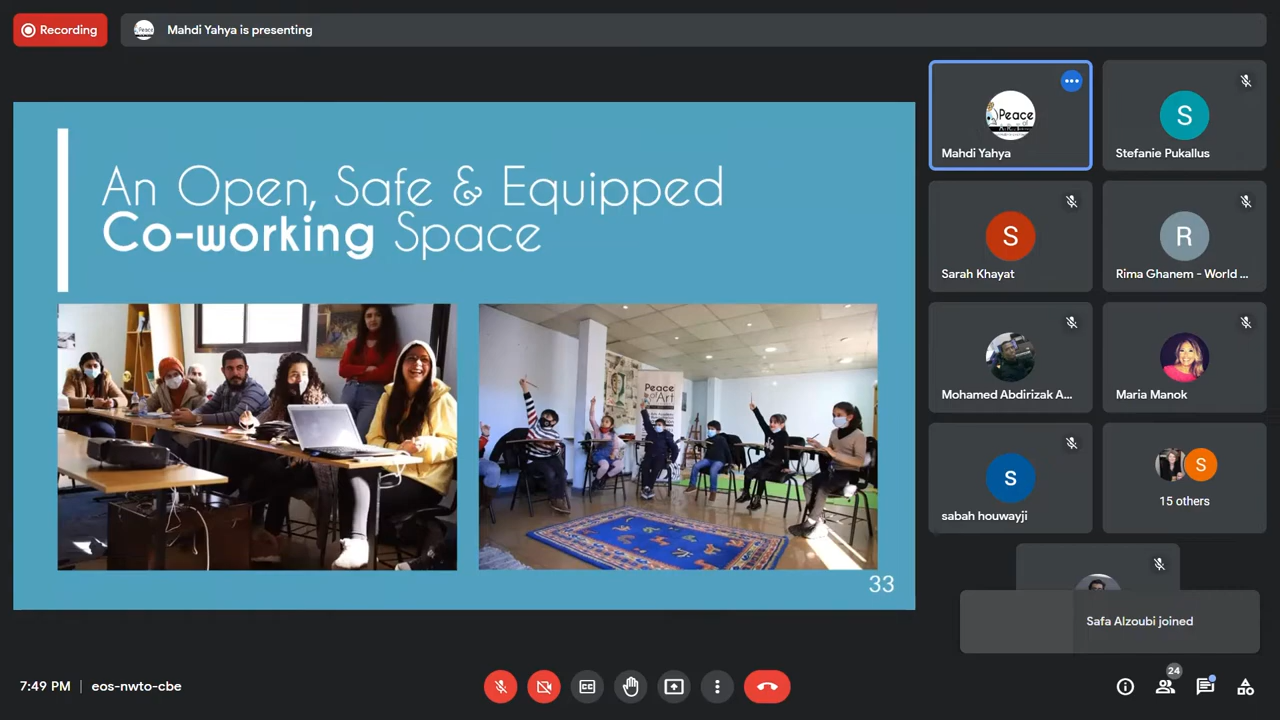 Recording
Mahdi Yahya is presenting
An Open, Safe & Equipped
Co-working Space
Peace
of Art
33
Peace
Mahdi Yahya
S
Stefanie Pukallus
S
Sarah Khayat
R
Rima Ghanem - World ...
Mohamed Abdirizak A...
Maria Manok
s
sabah houwayji
S
15 others
Safa Alzoubi joined
7:49 PM | eos-nwto-cbe
24